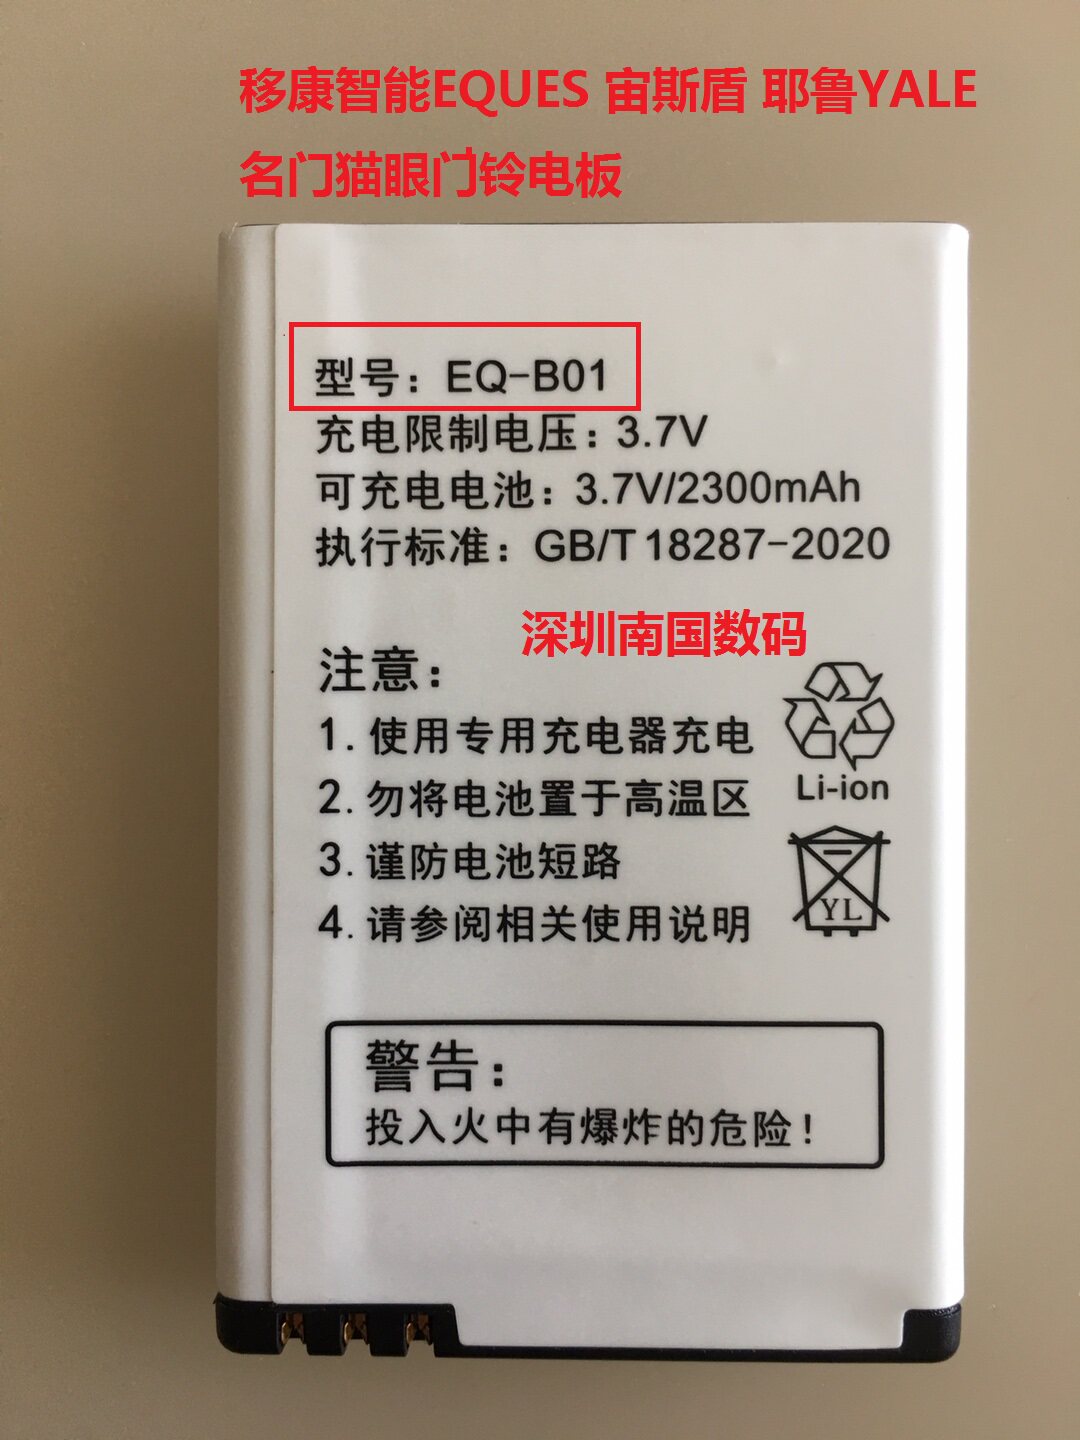 移康智能EQUES 宙斯盾 耶鲁YALE
名门猫眼门铃电板
型号：EQ-B01
充电限制电压：3.7V
可充电电池：3.7V/2300mAh
执行标准：GB/T 18287-2020
深圳南国数码
注意：
1.使用专用充电器充电
2.勿将电池置于高温区
3.谨防电池短路
4.请参阅相关使用说明
Li-ion
YL
警告：
投入火中有爆炸的危险！